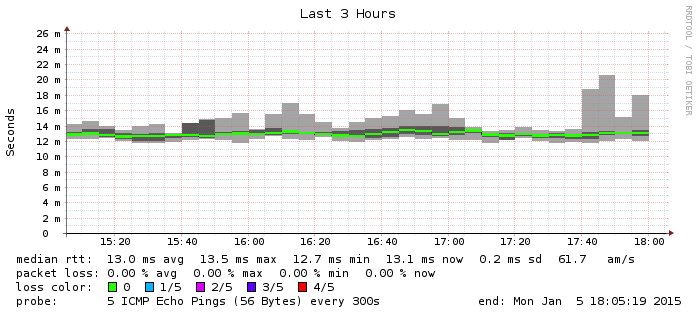 Last 3 Hours
RRDTOOL / TOBI OETIKER
Seconds
26 m
24 m
22 m
20 m
18 m
16 m
14 m
12 m
10 m
8 m
6 m
4 m
2 m
0
15:20 15:40 16:00 16:20 16:40 17:00 17:20 17:40 18:00
median rtt: 13.0 ms avg 13.5 ms max 12.7 ms min 13.1 ms now 0.2 ms sd 61.7 am/s
packet loss: 0.00 % avg 0.00 % max 0.00 % min 0.00 % now
loss color: 0 1/5 2/5 3/5 4/5
probe: 5 ICMP Echo Pings (56 Bytes) every 300s end: Mon Jan 5 18:05:19 2015